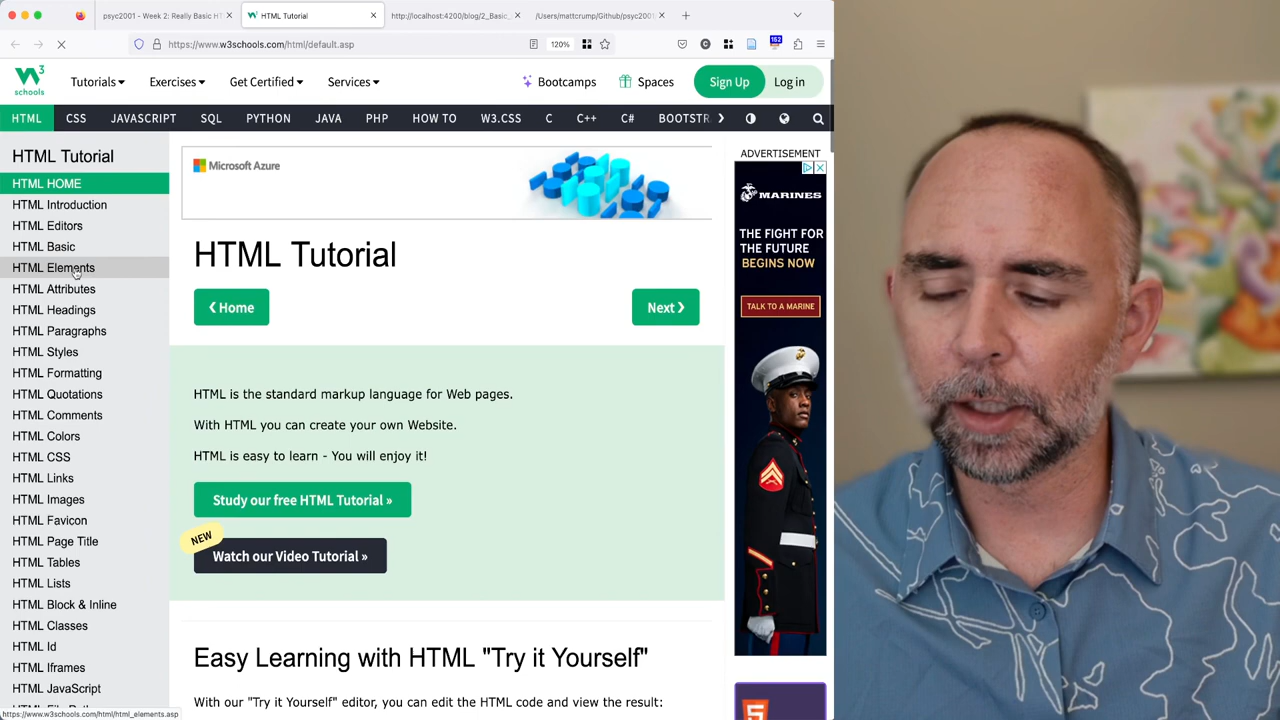 psyc2001 - Week 2: Really Basic HT
HTML Tutorial
http://localhost:4200/blog/2_Basic_
/Users/mattcrump/Github/psyc2001
https://www.w3schools.com/html/default.asp
120%
152
W3 schools
Tutorials
Exercises
Get Certified
Services
Bootcamps
Spaces
Sign Up
Log in
HTML
CSS
JAVASCRIPT
SQL
PYTHON
JAVA
PHP
HOW TO
W3.CSS
C
C++
C#
BOOTSTR
HTML Tutorial
HTML HOME
HTML Introduction
HTML Editors
HTML Basic
HTML Elements
HTML Attributes
HTML Headings
HTML Paragraphs
HTML Styles
HTML Formatting
HTML Quotations
HTML Comments
HTML Colors
HTML CSS
HTML Links
HTML Images
HTML Favicon
HTML Page Title
HTML Tables
HTML Lists
HTML Block & Inline
HTML Classes
HTML Id
HTML Iframes
HTML JavaScript
https://www.w3schools.com/html/html_elements.asp
Microsoft Azure
HTML Tutorial
❮ Home
Next ❯
HTML is the standard markup language for Web pages.
With HTML you can create your own Website.
HTML is easy to learn - You will enjoy it!
Study our free HTML Tutorial »
NEW
Watch our Video Tutorial »
Easy Learning with HTML "Try it Yourself"
With our "Try it Yourself" editor, you can edit the HTML code and view the result:
ADVERTISEMENT
MARINES
THE FIGHT FOR
THE FUTURE
BEGINS NOW
TALK TO A MARINE